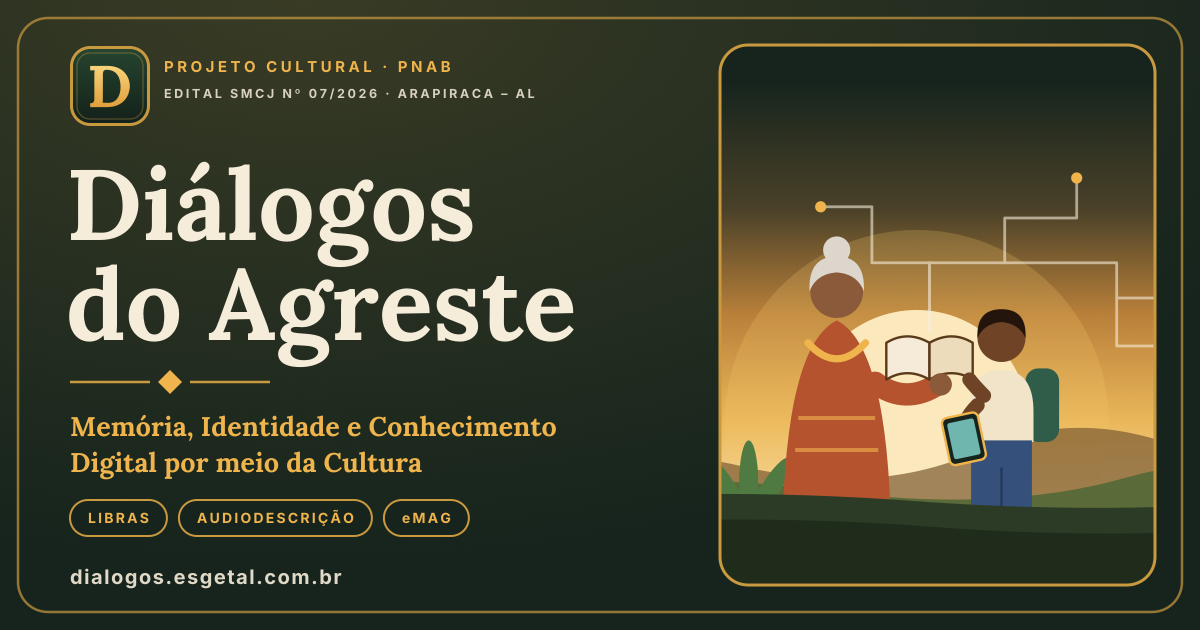 D
PROJETO CULTURAL · PNAB
EDITAL SMCJ Nº 07/2026 · ARAPIRACA – AL
Diálogos
do Agreste
Memória, Identidade e Conhecimento
Digital por meio da Cultura
LIBRAS AUDIODESCRIÇÃO eMAG
dialogos.esgetal.com.br